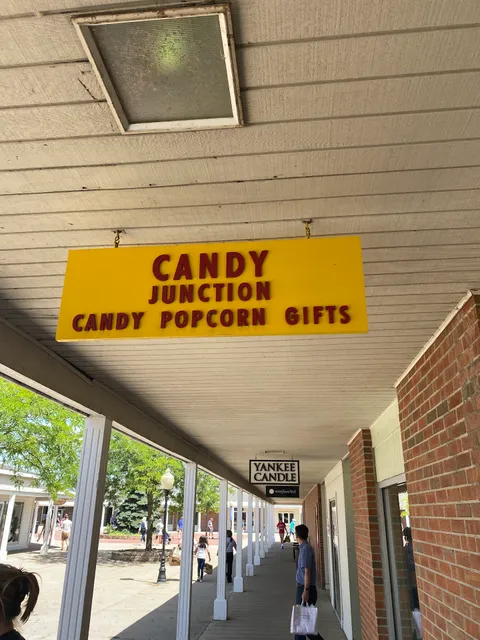 CANDY
JUNCTION
CANDY POPCORN GIFTS
YANKEE
CANDLE